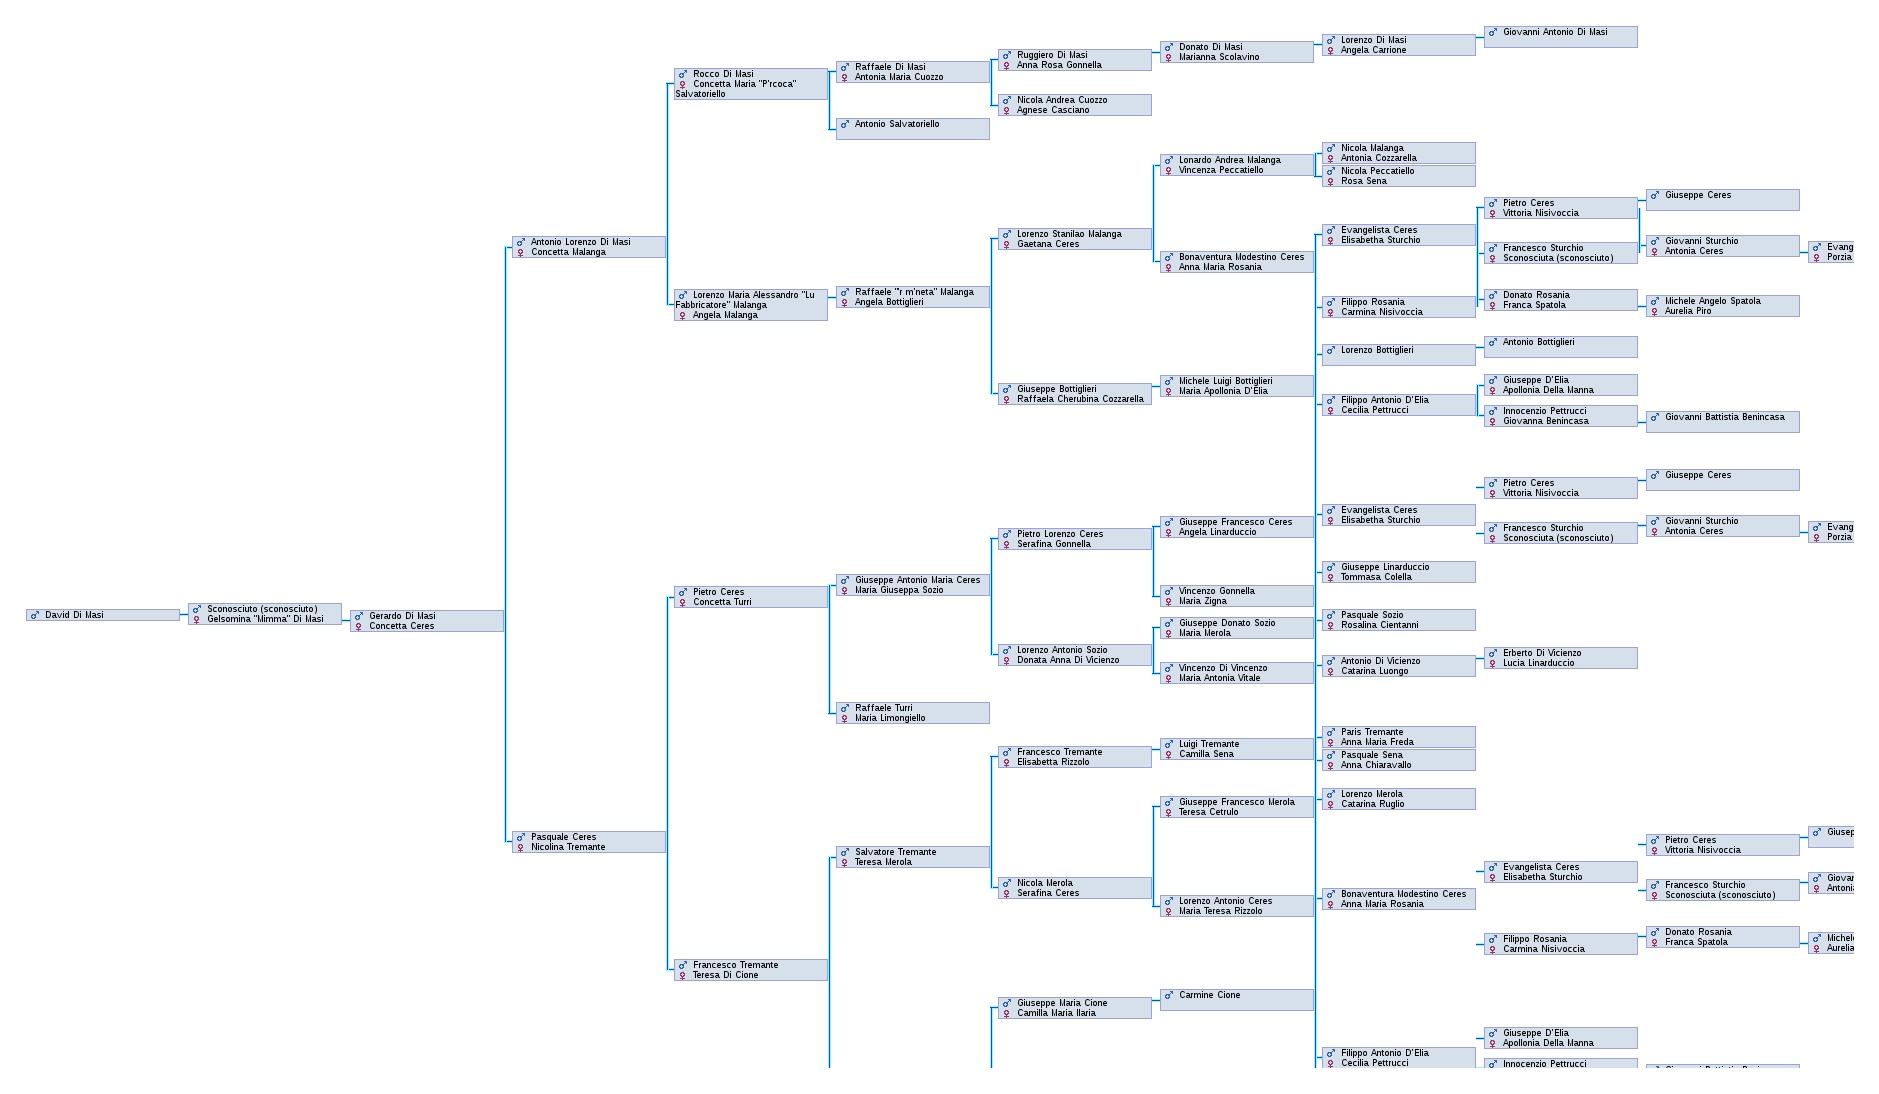 David Di Masi
Sconosciuto (sconosciuto)
Gelsomina "Mimma" Di Masi
Gerardo Di Masi
Concetta Ceres
Antonio Lorenzo Di Masi
Concetta Malanga
Pasquale Ceres
Nicolina Tremante
Rocco Di Masi
Concetta Maria "P'rcoca"
Salvatoriello
Lorenzo Maria Alessandro "Lu
Fabbricatore" Malanga
Angela Malanga
Pietro Ceres
Concetta Turri
Francesco Tremante
Teresa Di Cione
Raffaele Di Masi
Antonia Maria Cuozzo
Antonio Salvatoriello
Raffaele "'r m'neta" Malanga
Angela Bottiglieri
Giuseppe Antonio Maria Ceres
Maria Giuseppa Sozio
Raffaele Turri
Maria Limongiello
Salvatore Tremante
Teresa Merola
Ruggiero Di Masi
Anna Rosa Gonnella
Nicola Andrea Cuozzo
Agnese Casciano
Lorenzo Stanilao Malanga
Gaetana Ceres
Giuseppe Bottiglieri
Raffaela Cherubina Cozzarella
Pietro Lorenzo Ceres
Serafina Gonnella
Lorenzo Antonio Sozio
Donata Anna Di Vicienzo
Francesco Tremante
Elisabetta Rizzolo
Nicola Merola
Serafina Ceres
Giuseppe Maria Cione
Camilla Maria Ilaria
Donato Di Masi
Marianna Scolavino
Lonardo Andrea Malanga
Vincenza Peccatiello
Bonaventura Modestino Ceres
Anna Maria Rosania
Michele Luigi Bottiglieri
Maria Apollonia D'Elia
Giuseppe Francesco Ceres
Angela Linarduccio
Vincenzo Gonnella
Maria Zigna
Giuseppe Donato Sozio
Maria Merola
Vincenzo Di Vincenzo
Maria Antonia Vitale
Luigi Tremante
Camilla Sena
Giuseppe Francesco Merola
Teresa Cetrulo
Lorenzo Antonio Ceres
Maria Teresa Rizzolo
Carmine Cione
Lorenzo Di Masi
Angela Carrione
Nicola Malanga
Antonia Cozzarella
Nicola Peccatiello
Rosa Sena
Evangelista Ceres
Elisabetha Sturchio
Filippo Rosania
Carmina Nisivoccia
Lorenzo Bottiglieri
Filippo Antonio D'Elia
Cecilia Pettrucci
Evangelista Ceres
Elisabetha Sturchio
Giuseppe Linarduccio
Tommasa Colella
Pasquale Sozio
Rosalina Cientanni
Antonio Di Vicienzo
Catarina Luongo
Paris Tremante
Anna Maria Freda
Pasquale Sena
Anna Chiaravallo
Lorenzo Merola
Catarina Ruglio
Bonaventura Modestino Ceres
Anna Maria Rosania
Filippo Antonio D'Elia
Cecilia Pettrucci
Giovanni Antonio Di Masi
Pietro Ceres
Vittoria Nisivoccia
Francesco Sturchio
Sconosciuta (sconosciuto)
Donato Rosania
Franca Spatola
Antonio Bottiglieri
Giuseppe D'Elia
Apollonia Della Manna
Innocenzio Pettrucci
Giovanna Benincasa
Pietro Ceres
Vittoria Nisivoccia
Francesco Sturchio
Sconosciuta (sconosciuto)
Erberto Di Vicienzo
Lucia Linarduccio
Evangelista Ceres
Elisabetha Sturchio
Filippo Rosania
Carmina Nisivoccia
Giuseppe D'Elia
Apollonia Della Manna
Innocenzio Pettrucci
Giuseppe Ceres
Giovanni Sturchio
Antonia Ceres
Michele Angelo Spatola
Aurelia Piro
Giovanni Battistia Benincasa
Giuseppe Ceres
Giovanni Sturchio
Antonia Ceres
Pietro Ceres
Vittoria Nisivoccia
Francesco Sturchio
Sconosciuta (sconosciuto)
Donato Rosania
Franca Spatola
Evang
Porzia
Evang
Porzia
Giusep
Giovan
Antonia
Michele
Aurelia